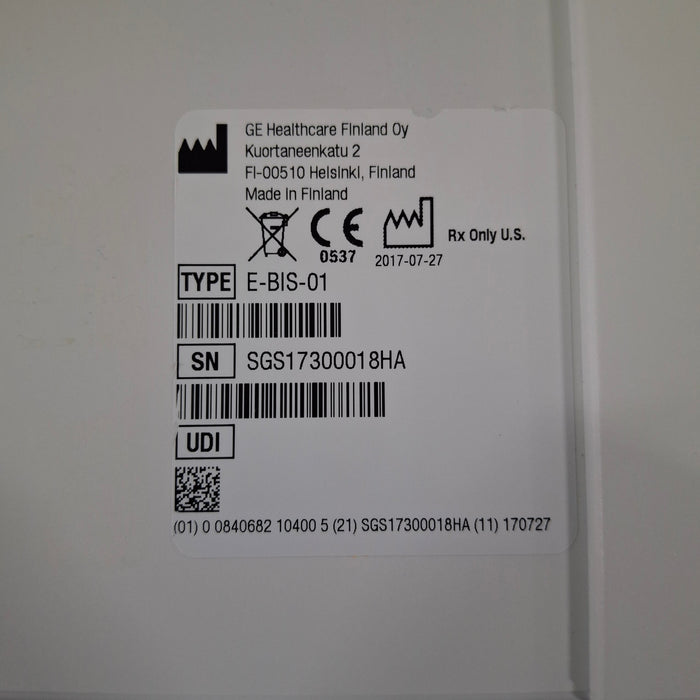 GE Healthcare Finland Oy
Kuortaneenkatu 2
FI-00510 Helsinki, Finland
Made in Finland
CE
0537
2017-07-27
Rx Only U.S.
TYPE E-BIS-01
SN SGS17300018HA
UDI
(01) 0 0840682 10400 5 (21) SGS17300018HA (11) 170727